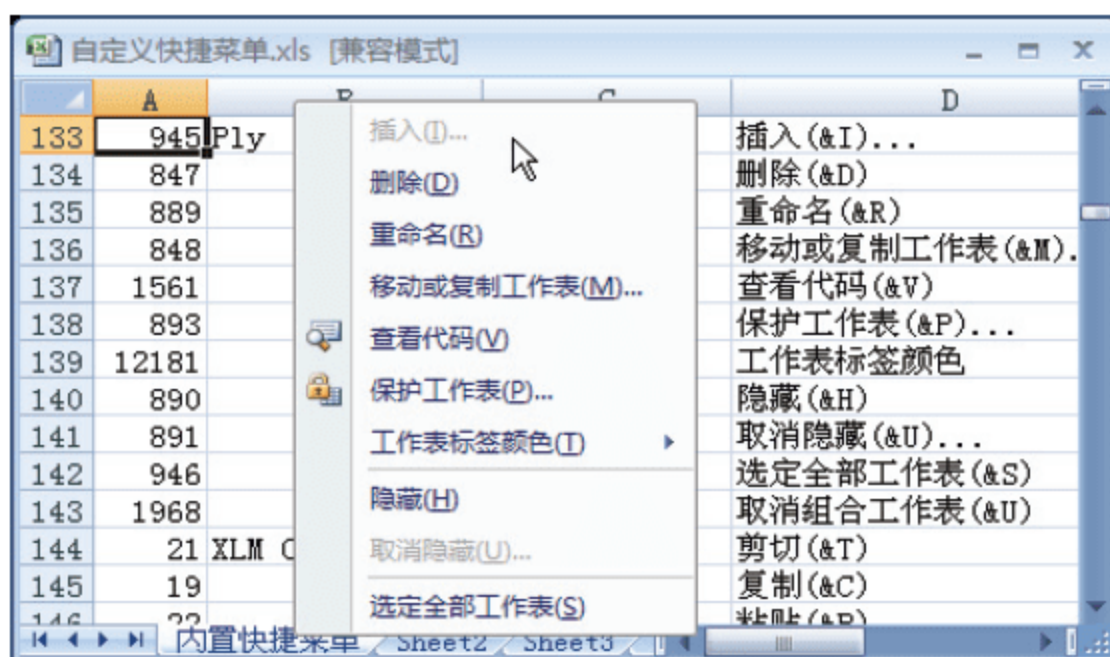 自定义快捷菜单.xls [兼容模式]
A D
133 945 Ply 插入(&I)...
134 847 删除(&D)
135 889 重命名(&R)
136 848 移动或复制工作表(&M).
137 1561 查看代码(&V)
138 893 保护工作表(&P)...
139 12181 工作表标签颜色
140 890 隐藏(&H)
141 891 取消隐藏(&U)...
142 946 选定全部工作表(&S)
143 1968 取消组合工作表(&U)
144 21 XLM C 剪切(&T)
145 19 复制(&C)
146 22 粘贴(&P)
插入(I)...
删除(D)
重命名(R)
移动或复制工作表(M)...
查看代码(V)
保护工作表(P)...
工作表标签颜色(T)
隐藏(H)
取消隐藏(U)...
选定全部工作表(S)
内置快捷菜单 Sheet2 Sheet3